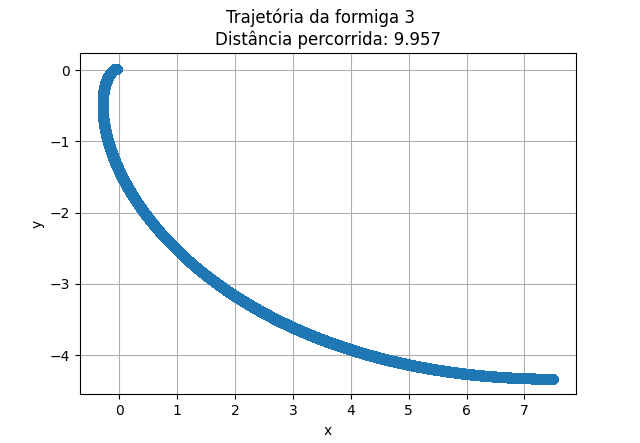 Trajetória da formiga 3
Distância percorrida: 9.957
0
−1
−2
−3
−4
y
0 1 2 3 4 5 6 7
x